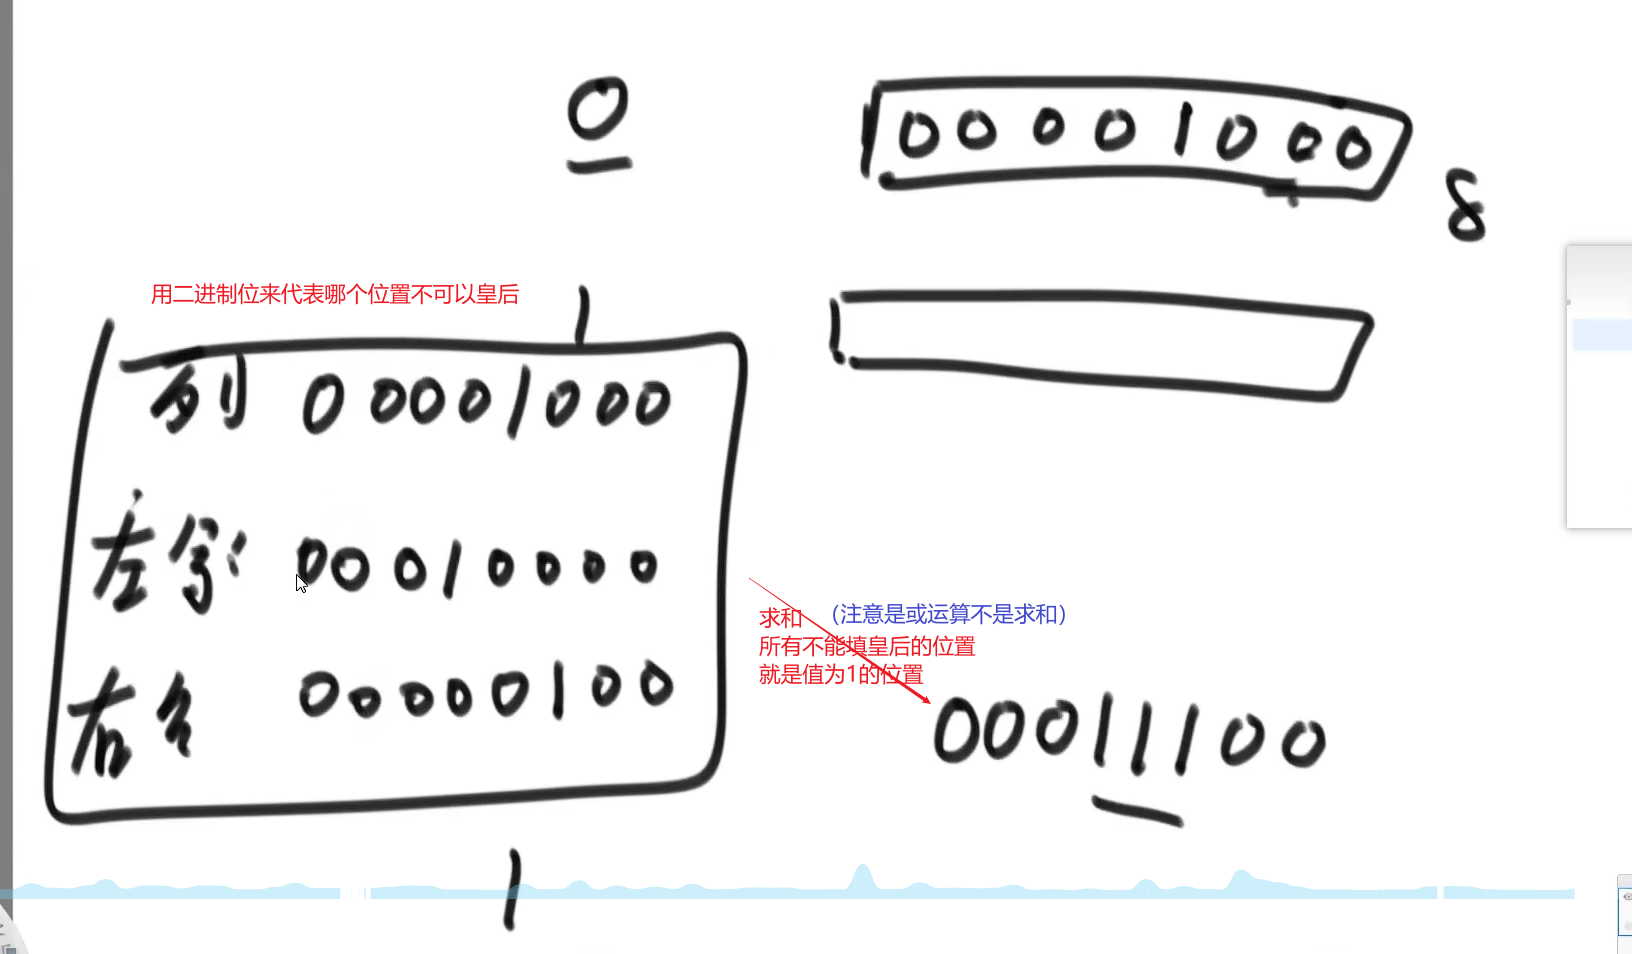 0
00001000
8
用二进制位来代表哪个位置不可以皇后
1
列 00001000
左斜 00010000
求和 （注意是或运算不是求和）
所有不能填皇后的位置
就是值为1的位置
右 00000100
00011100
1